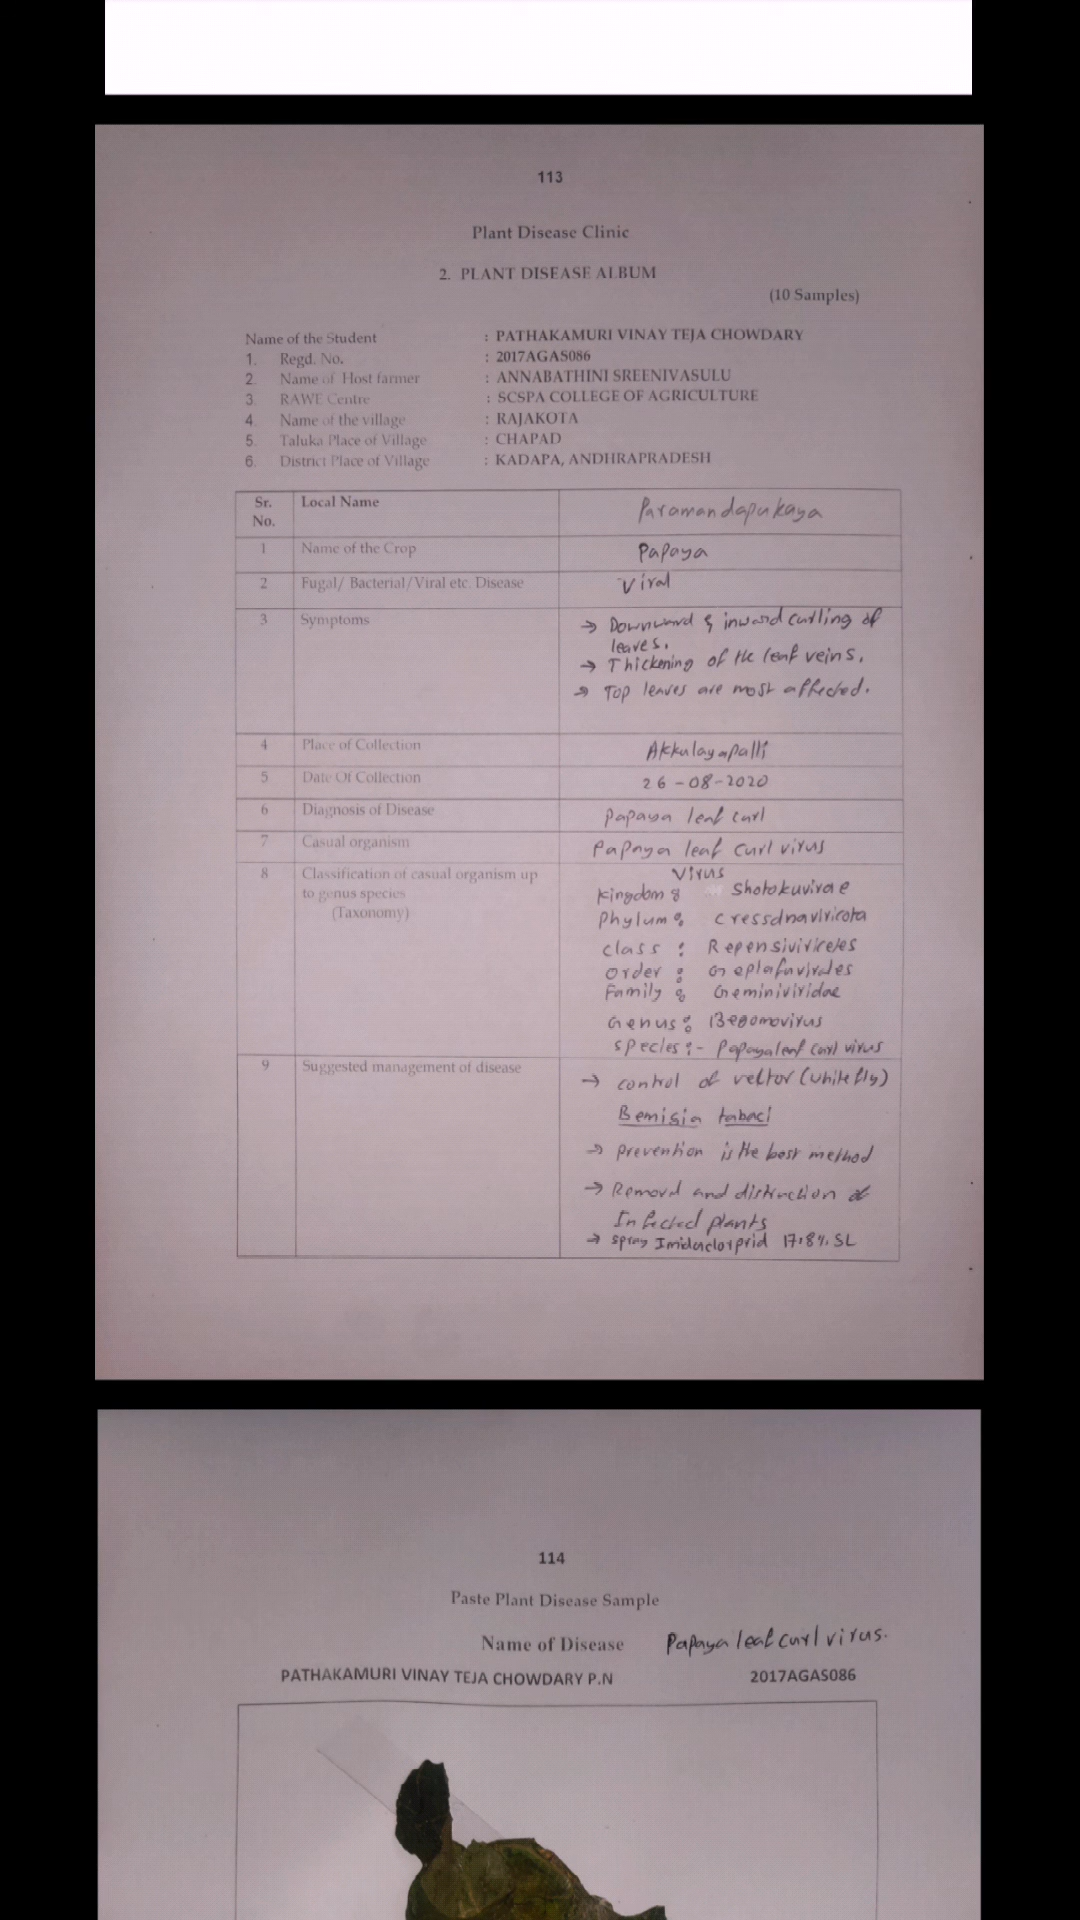 113
Plant Disease Clinic
2. PLANT DISEASE ALBUM
(10 Samples)
Name of the Student : PATHAKAMURI VINAY TEJA CHOWDARY
1. Regd. No. : 2017AGAS086
2. Name of Host farmer : ANNABATHINI SREENIVASULU
3. RAWE Centre : SCSPA COLLEGE OF AGRICULTURE
4. Name of the village : RAJAKOTA
5. Taluka Place of Village : CHAPAD
6. District Place of Village : KADAPA, ANDHRAPRADESH
Sr. No. Local Name Paramandapukaya
1 Name of the Crop Papaya
2 Fugal/ Bacterial/Viral etc. Disease Viral
3 Symptoms → Downward & inward curling of
leaves.
→ Thickening of the leaf veins.
→ Top leaves are most affected.
4 Place of Collection Akkulayapalli
5 Date Of Collection 26-08-2020
6 Diagnosis of Disease Papaya leaf curl
7 Casual organism Papaya leaf curl virus
8 Classification of casual organism up
to genus species
(Taxonomy)
Virus
Kingdom: Shotokuvirae
Phylum: cressdnaviricota
class: Repensiviricetes
order: Geplafuvirales
Family: Geminiviridae
Genus: Begomovirus
species:- Papaya leaf curl virus
9 Suggested management of disease → control of vector (white fly)
Bemisia tabaci
→ prevention is the best method
→ Removal and distruction of
Infected plants
→ spray Imidaclorprid 17.8% SL
114
Paste Plant Disease Sample
Name of Disease Papaya leaf curl virus.
PATHAKAMURI VINAY TEJA CHOWDARY P.N 2017AGAS086